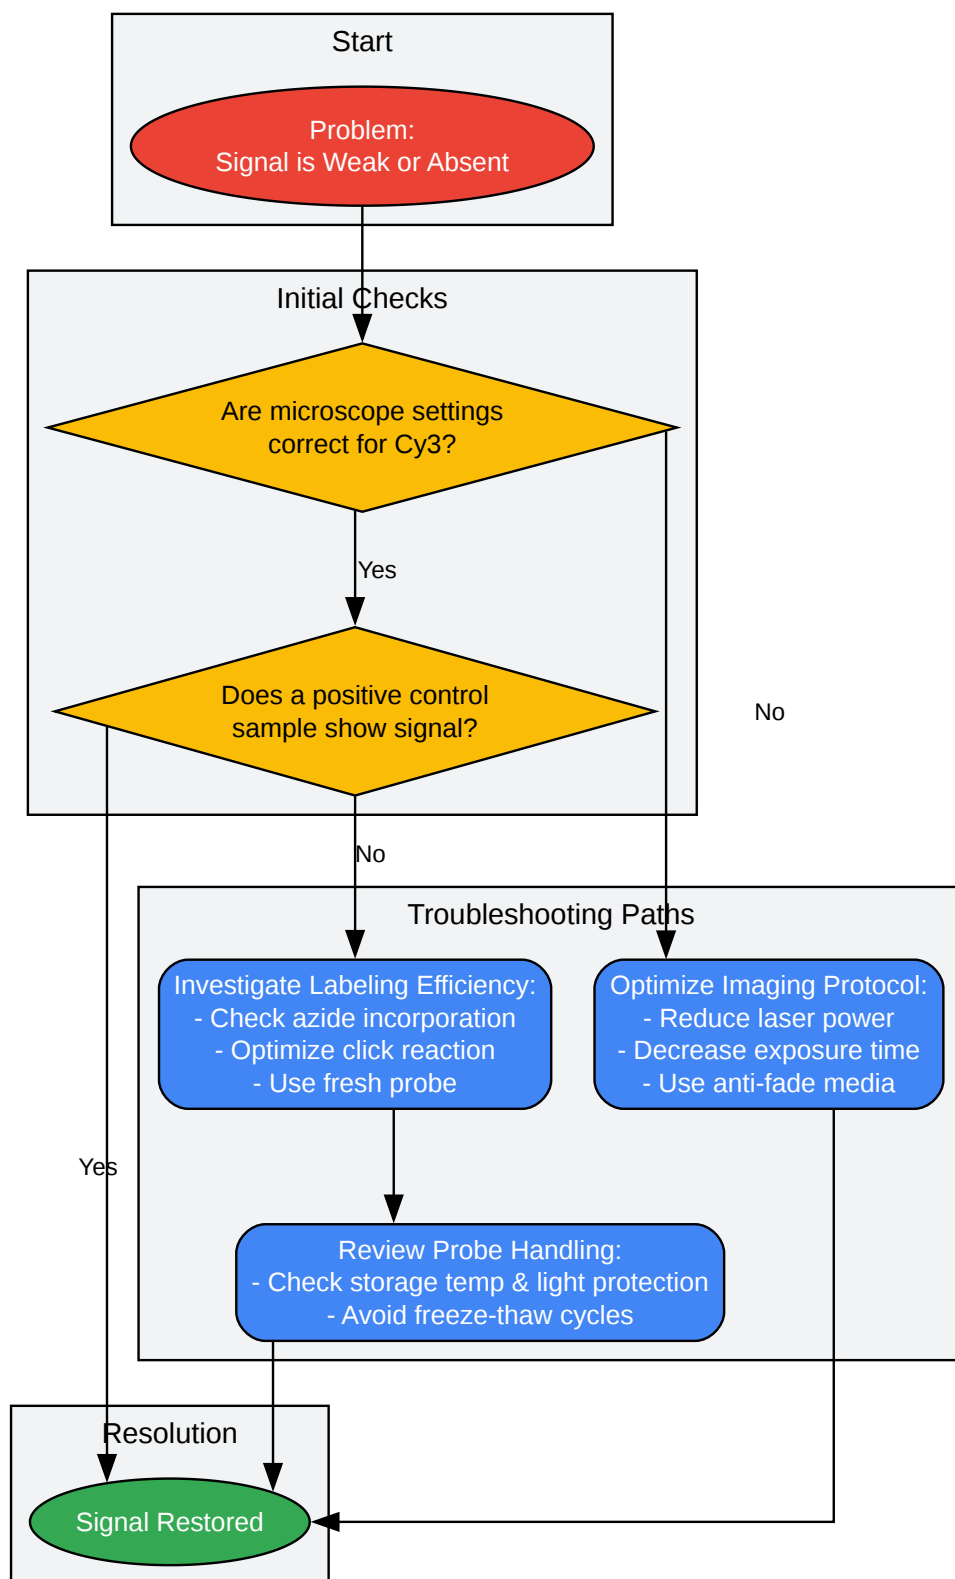 Start
Problem:
Signal is Weak or Absent
Initial Checks
Are microscope settings
correct for Cy3?
Yes
Does a positive control
sample show signal?
No
No
Troubleshooting Paths
Investigate Labeling Efficiency:
- Check azide incorporation
- Optimize click reaction
- Use fresh probe
Optimize Imaging Protocol:
- Reduce laser power
- Decrease exposure time
- Use anti-fade media
Yes
Review Probe Handling:
- Check storage temp & light protection
- Avoid freeze-thaw cycles
Resolution
Signal Restored